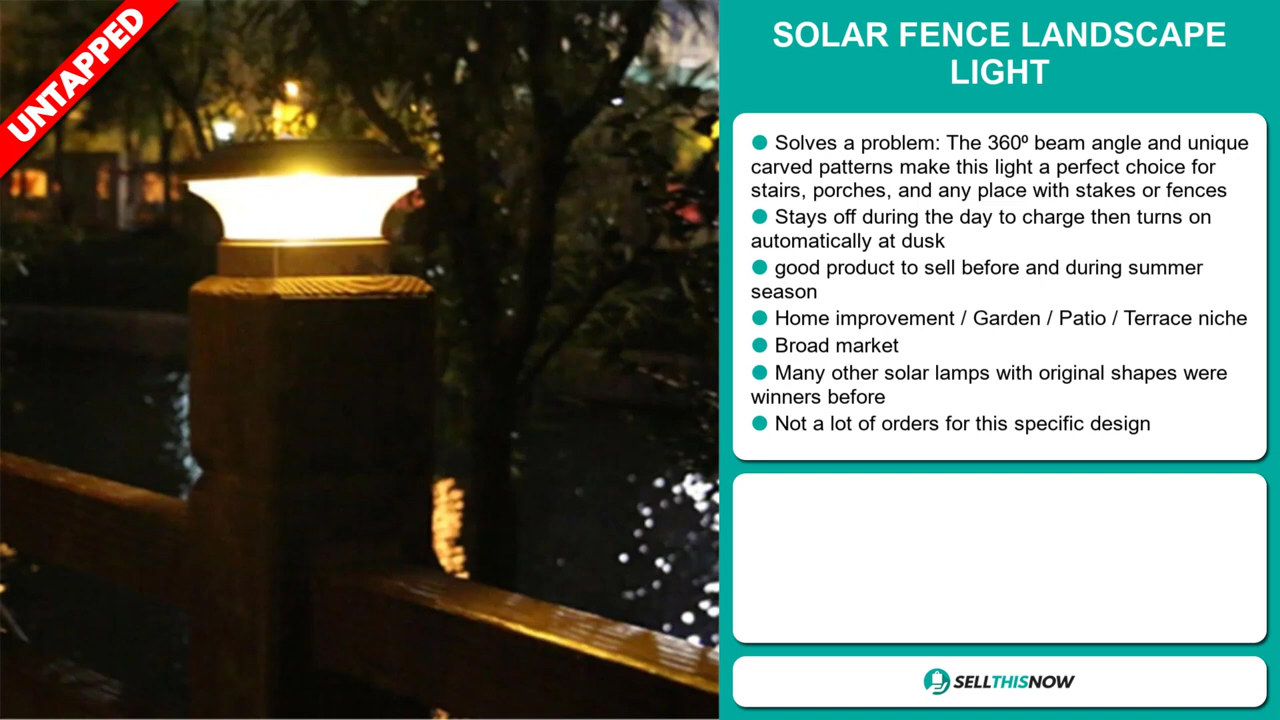 UNTAPPED
SOLAR FENCE LANDSCAPE
LIGHT
● Solves a problem: The 360º beam angle and unique
carved patterns make this light a perfect choice for
stairs, porches, and any place with stakes or fences
● Stays off during the day to charge then turns on
automatically at dusk
● good product to sell before and during summer
season
● Home improvement / Garden / Patio / Terrace niche
● Broad market
● Many other solar lamps with original shapes were
winners before
● Not a lot of orders for this specific design
SELLTHISNOW